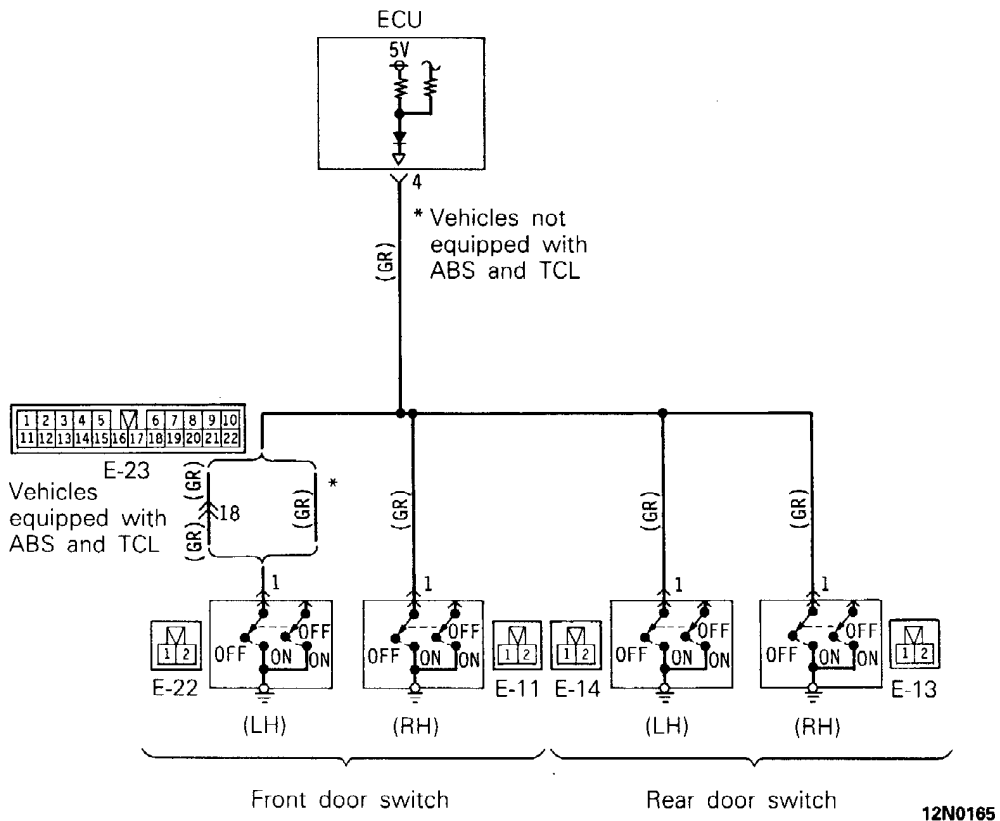 ECU
5V
4
* Vehicles not
equipped with
ABS and TCL
(GR)
1 2 3 4 5 6 7 8 9 10
11 12 13 14 15 16 17 18 19 20 21 22
E-23
Vehicles
equipped with
ABS and TCL
(GR)
(GR)
18
(GR)
*
(GR)
(GR)
(GR)
1
1
1
1
1 2
E-22
OFF
ON
OFF
ON
OFF
ON
OFF
ON
1 2
E-11
1 2
E-14
OFF
ON
OFF
ON
OFF
ON
OFF
ON
1 2
E-13
(LH)
(RH)
(LH)
(RH)
Front door switch
Rear door switch
12N0165